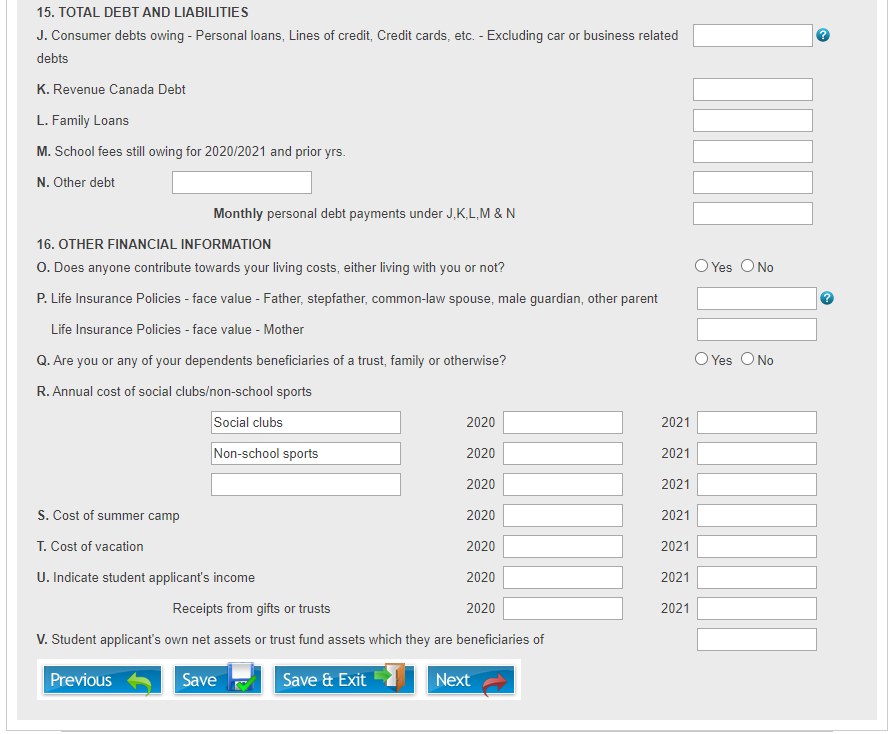 15. TOTAL DEBT AND LIABILITIES
J. Consumer debts owing - Personal loans, Lines of credit, Credit cards, etc. - Excluding car or business related ?
debts
K. Revenue Canada Debt
L. Family Loans
M. School fees still owing for 2020/2021 and prior yrs.
N. Other debt
Monthly personal debt payments under J,K,L,M & N
16. OTHER FINANCIAL INFORMATION
O. Does anyone contribute towards your living costs, either living with you or not? Yes No
P. Life Insurance Policies - face value - Father, stepfather, common-law spouse, male guardian, other parent ?
Life Insurance Policies - face value - Mother
Q. Are you or any of your dependents beneficiaries of a trust, family or otherwise? Yes No
R. Annual cost of social clubs/non-school sports
Social clubs 2020 2021
Non-school sports 2020 2021
2020 2021
S. Cost of summer camp 2020 2021
T. Cost of vacation 2020 2021
U. Indicate student applicant's income 2020 2021
Receipts from gifts or trusts 2020 2021
V. Student applicant's own net assets or trust fund assets which they are beneficiaries of
Previous Save Save & Exit Next